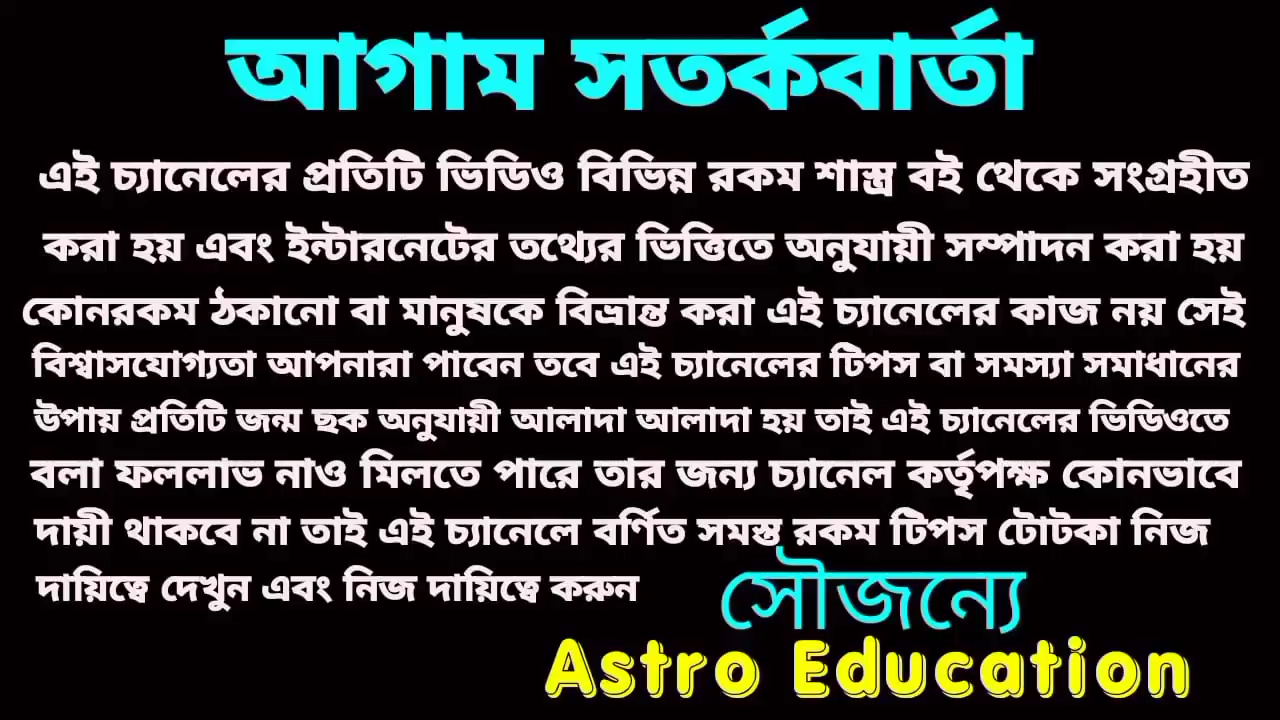 আগাম সতর্কবার্তা
এই চ্যানেলের প্রতিটি ভিডিও বিভিন্ন রকম শাস্ত্র বই থেকে সংগ্রহীত
করা হয় এবং ইন্টারনেটের তথ্যের ভিত্তিতে অনুযায়ী সম্পাদন করা হয়
কোনরকম ঠকানো বা মানুষকে বিভ্রান্ত করা এই চ্যানেলের কাজ নয় সেই
বিশ্বাসযোগ্যতা আপনারা পাবেন তবে এই চ্যানেলের টিপস বা সমস্যা সমাধানের
উপায় প্রতিটি জন্ম ছক অনুযায়ী আলাদা আলাদা হয় তাই এই চ্যানেলের ভিডিওতে
বলা ফললাভ নাও মিলতে পারে তার জন্য চ্যানেল কর্তৃপক্ষ কোনভাবে
দায়ী থাকবে না তাই এই চ্যানেলে বর্ণিত সমস্ত রকম টিপস টোটকা নিজ
দায়িত্বে দেখুন এবং নিজ দায়িত্বে করুন
সৌজন্যে
Astro Education